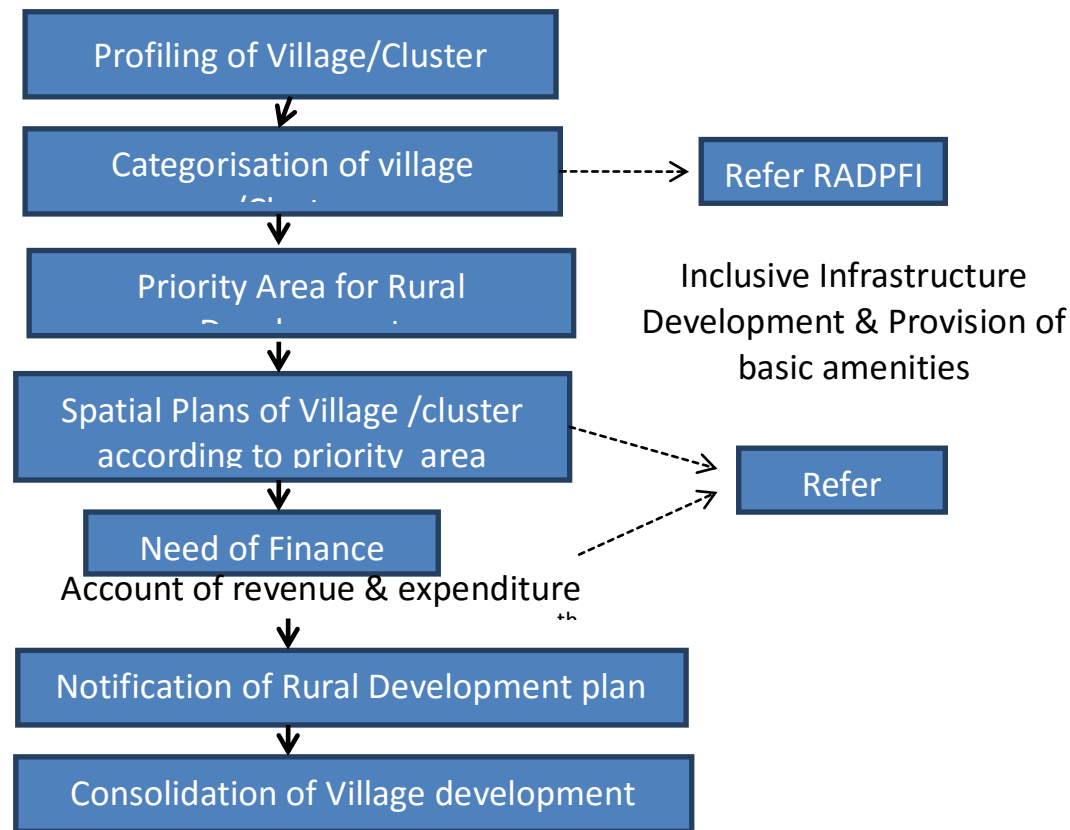 Profiling of Village/Cluster
Categorisation of village
Refer RADPFI
Priority Area for Rural
Inclusive Infrastructure
Development & Provision of
basic amenities
Spatial Plans of Village /cluster
according to priority area
Refer
Need of Finance
Account of revenue & expenditure
th
Notification of Rural Development plan
Consolidation of Village development